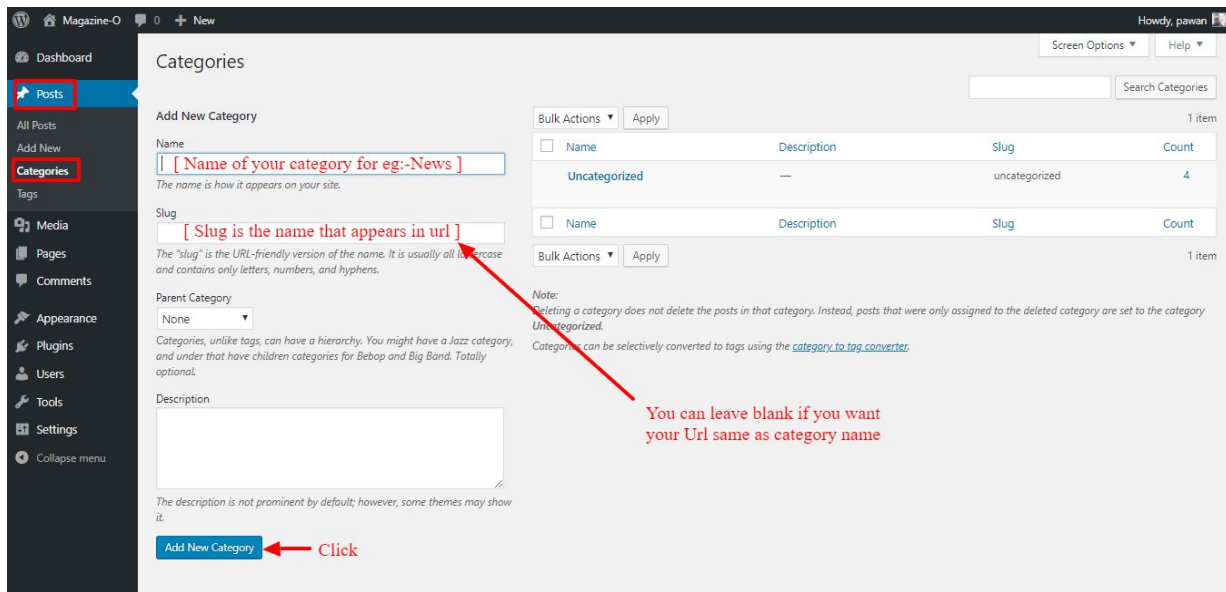 Magazine-O 0 + New Howdy, pawan
Screen Options ▼ Help ▼
Dashboard
Posts
All Posts
Add New
Categories
Tags
Media
Pages
Comments
Appearance
Plugins
Users
Tools
Settings
Collapse menu
Categories
Search Categories
Add New Category
Name
[ Name of your category for eg:-News ]
The name is how it appears on your site.
Slug
[ Slug is the name that appears in url ]
The "slug" is the URL-friendly version of the name. It is usually all lowercase
and contains only letters, numbers, and hyphens.
Parent Category
None ▼
Categories, unlike tags, can have a hierarchy. You might have a Jazz category,
and under that have children categories for Bebop and Big Band. Totally
optional.
Description
The description is not prominent by default; however, some themes may show
it.
Add New Category
Click
Bulk Actions ▼ Apply 1 item
Name Description Slug Count
Uncategorized — uncategorized 4
Name Description Slug Count
Bulk Actions ▼ Apply 1 item
Note:
Deleting a category does not delete the posts in that category. Instead, posts that were only assigned to the deleted category are set to the category
Uncategorized.
Categories can be selectively converted to tags using the category to tag converter.
You can leave blank if you want
your Url same as category name